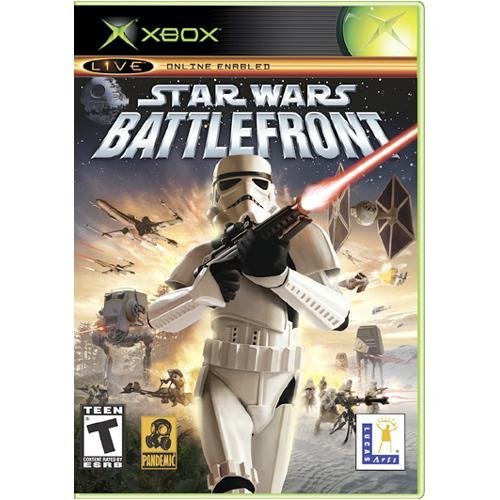 XBOX
LIVE ONLINE ENABLED
STAR WARS
BATTLEFRONT
TEEN
T
CONTENT RATED BY
ESRB
PANDEMIC
LUCAS
Arts